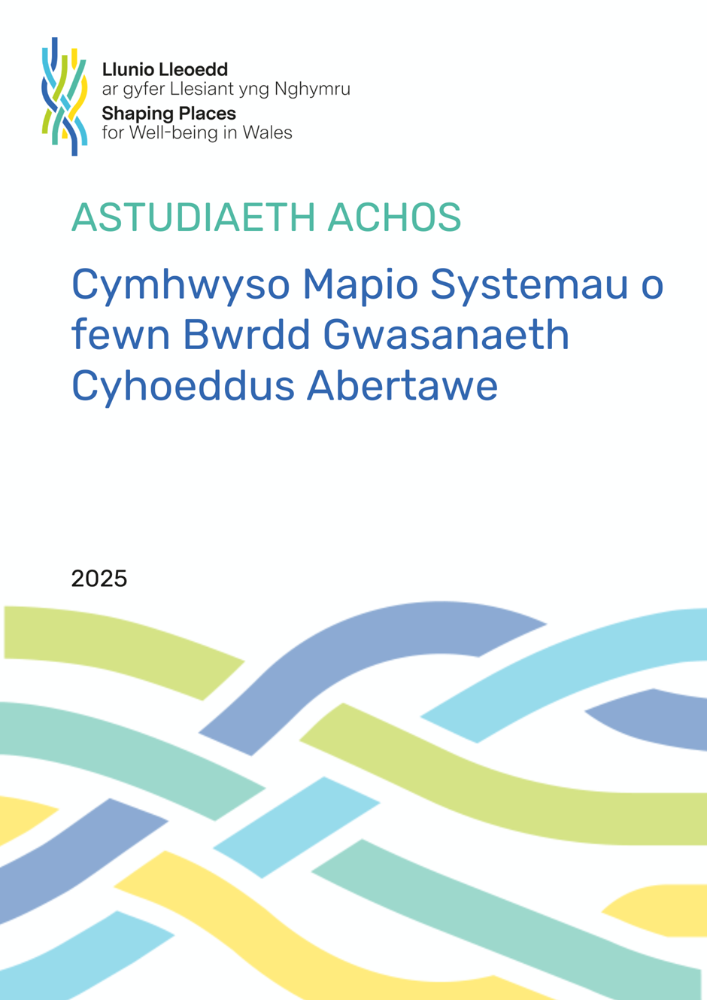 Llunio Lleoedd
ar gyfer Llesiant yng Nghymru
Shaping Places
for Well-being in Wales
ASTUDIAETH ACHOS
Cymhwyso Mapio Systemau o
fewn Bwrdd Gwasanaeth
Cyhoeddus Abertawe
2025